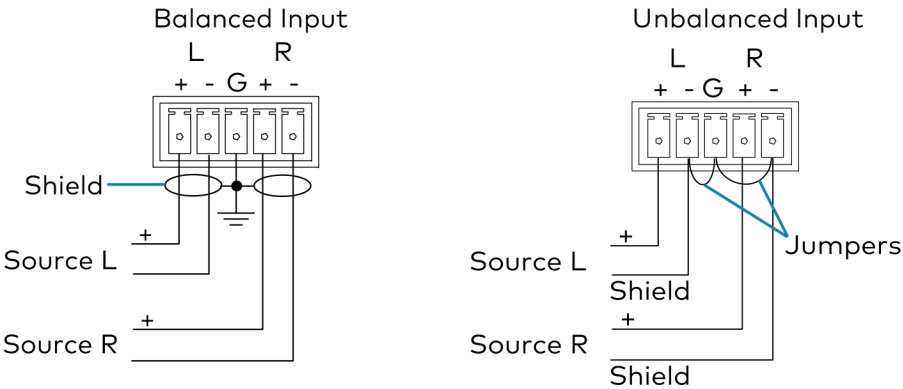 Balanced Input
L R
+ - G + -
Shield
+
Source L
+
Source R
Unbalanced Input
L R
+ - G + -
Jumpers
+
Source L
Shield
+
Source R
Shield